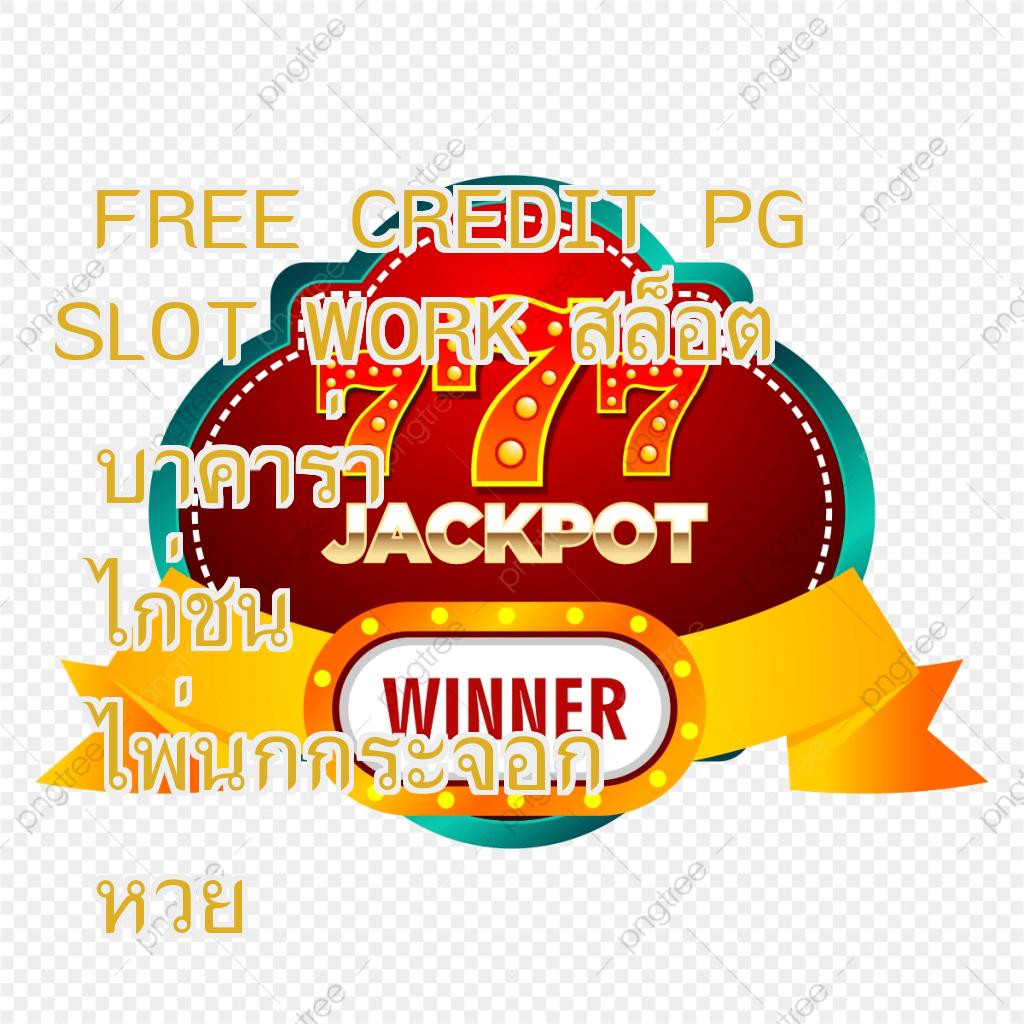 FREE CREDIT PG
SLOT WORK สล็อต
777
บ่าคาร่า
JACKPOT
ไก่ชน
WINNER
ไพ่นกกระจอก
หวย
pngtree